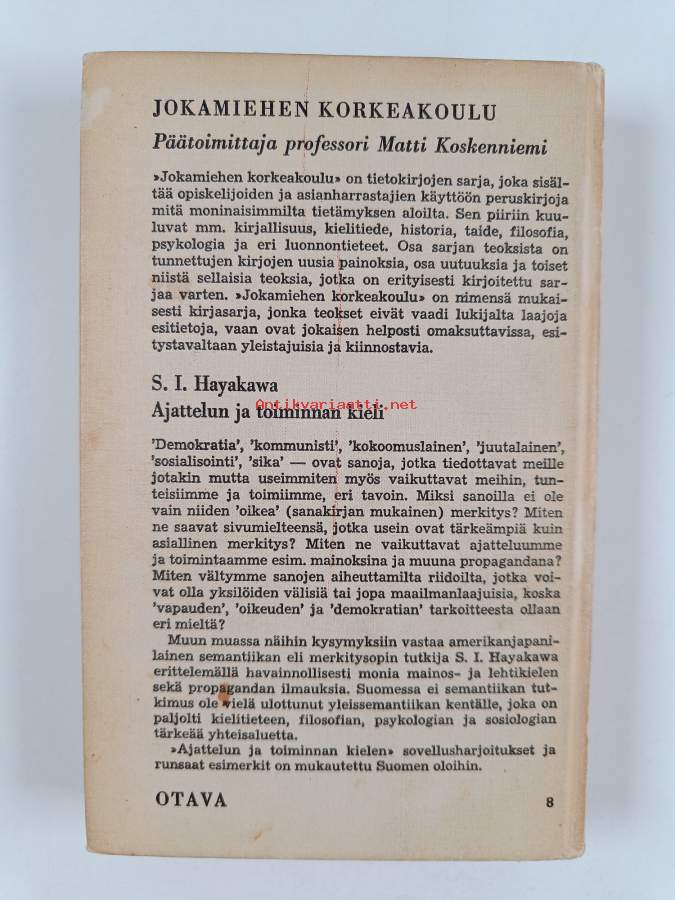 JOKAMIEHEN KORKEAKOULU
Päätoimittaja professori Matti Koskenniemi
»Jokamiehen korkeakoulu» on tietokirjojen sarja, joka sisäl-
tää opiskelijoiden ja asianharrastajien käyttöön peruskirjoja
mitä moninaisimmilta tietämyksen aloilta. Sen piiriin kuu-
luvat mm. kirjallisuus, kielitiede, historia, taide, filosofia,
psykologia ja eri luonnontieteet. Osa sarjan teoksista on
tunnettujen kirjojen uusia painoksia, osa uutuuksia ja toiset
niistä sellaisia teoksia, jotka on erityisesti kirjoitettu sar-
jaa varten. »Jokamiehen korkeakoulu» on nimensä mukai-
sesti kirjasarja, jonka teokset eivät vaadi lukijalta laajoja
esitietoja, vaan ovat jokaisen helposti omaksuttavissa, esi-
tystavaltaan yleistajuisia ja kiinnostavia.
S. I. Hayakawa
Antikvariaatti.net
Ajattelun ja toiminnan kieli
'Demokratia', 'kommunisti', 'kokoomuslainen', 'juutalainen',
'sosialisointi', 'sika' — ovat sanoja, jotka tiedottavat meille
jotakin mutta useimmiten myös vaikuttavat meihin, tun-
teisiimme ja toimiimme, eri tavoin. Miksi sanoilla ei ole
vain niiden 'oikea' (sanakirjan mukainen) merkitys? Miten
ne saavat sivumielteensä, jotka usein ovat tärkeämpiä kuin
asiallinen merkitys? Miten ne vaikuttavat ajatteluumme
ja toimintaamme esim. mainoksina ja muuna propagandana?
Miten vältymme sanojen aiheuttamilta riidoilta, jotka voi-
vat olla yksilöiden välisiä tai jopa maailmanlaajuisia, koska
'vapauden', 'oikeuden' ja 'demokratian' tarkoitteesta ollaan
eri mieltä?
Muun muassa näihin kysymyksiin vastaa amerikanjapani-
lainen semantiikan eli merkitysopin tutkija S. I. Hayakawa
erittelemällä havainnollisesti monia mainos- ja lehtikielen
sekä propagandan ilmauksia. Suomessa ei semantiikan tut-
kimus ole vielä ulottunut yleissemantiikan kentälle, joka on
paljolti kielitieteen, filosofian, psykologian ja sosiologian
tärkeää yhteisaluetta.
»Ajattelun ja toiminnan kielen» sovellusharjoitukset ja
runsaat esimerkit on mukautettu Suomen oloihin.
OTAVA 8